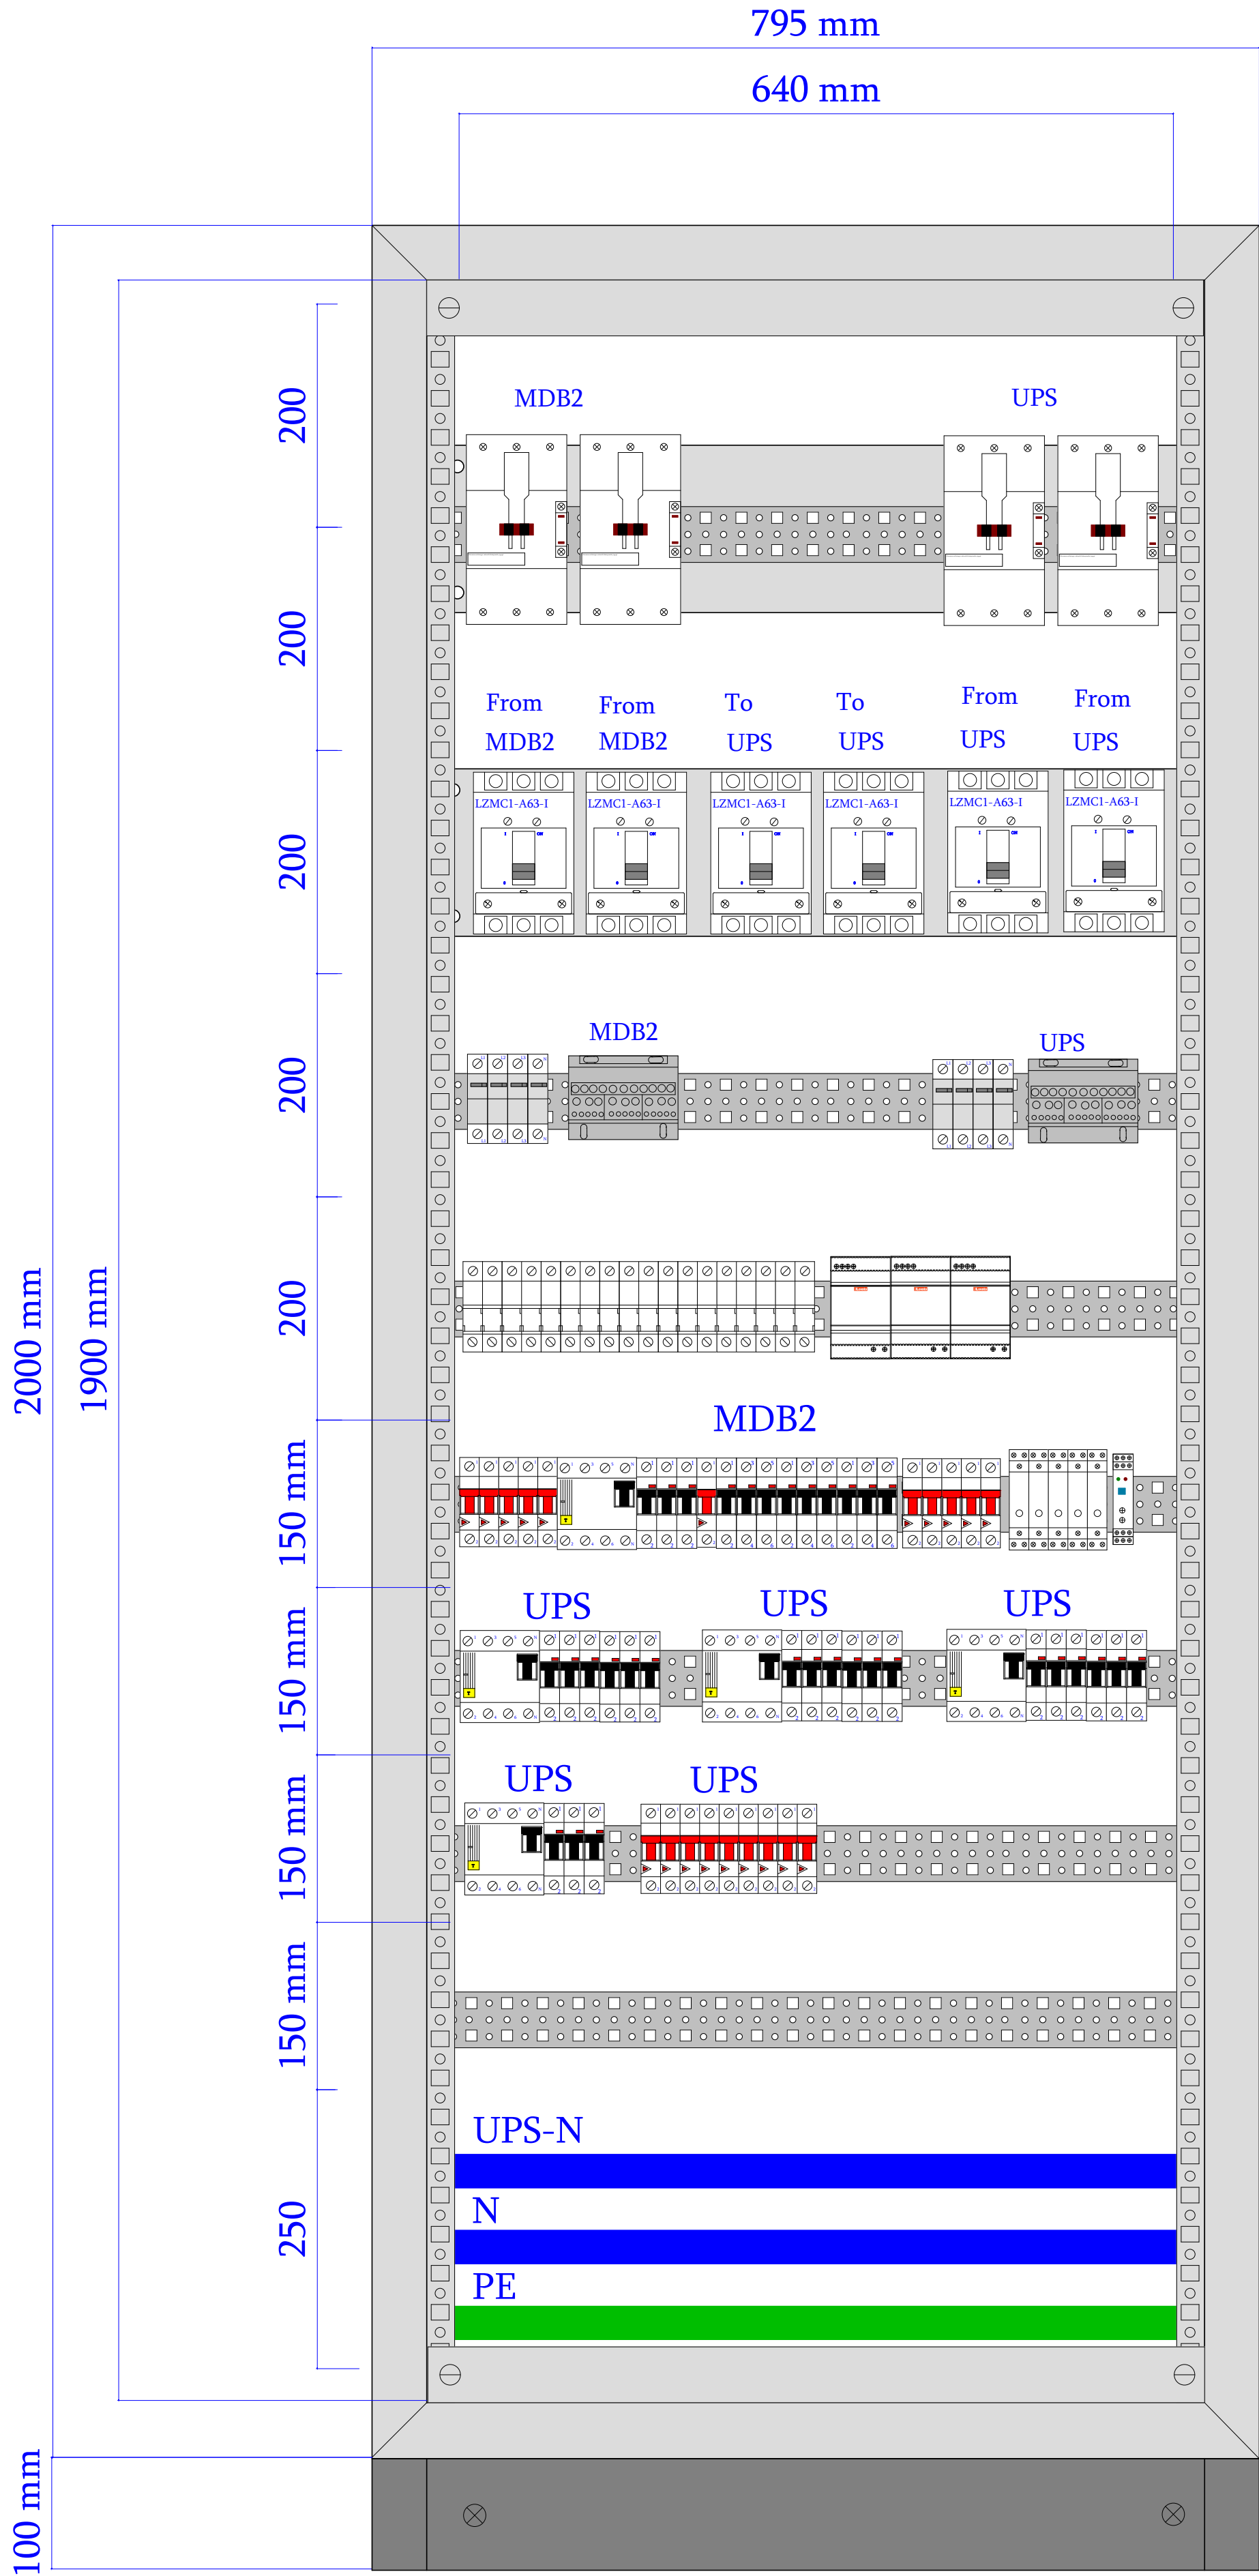 795 mm
640 mm
200
MDB2 UPS
200
From From To To From From
MDB2 MDB2 UPS UPS UPS UPS
LZMC1-A63-I LZMC1-A63-I LZMC1-A63-I LZMC1-A63-I LZMC1-A63-I LZMC1-A63-I
200
MDB2 UPS
200
2000 mm
1900 mm
200
MDB2
150 mm
UPS UPS UPS
150 mm
UPS UPS
150 mm
150 mm
UPS-N
N
250
PE
100 mm